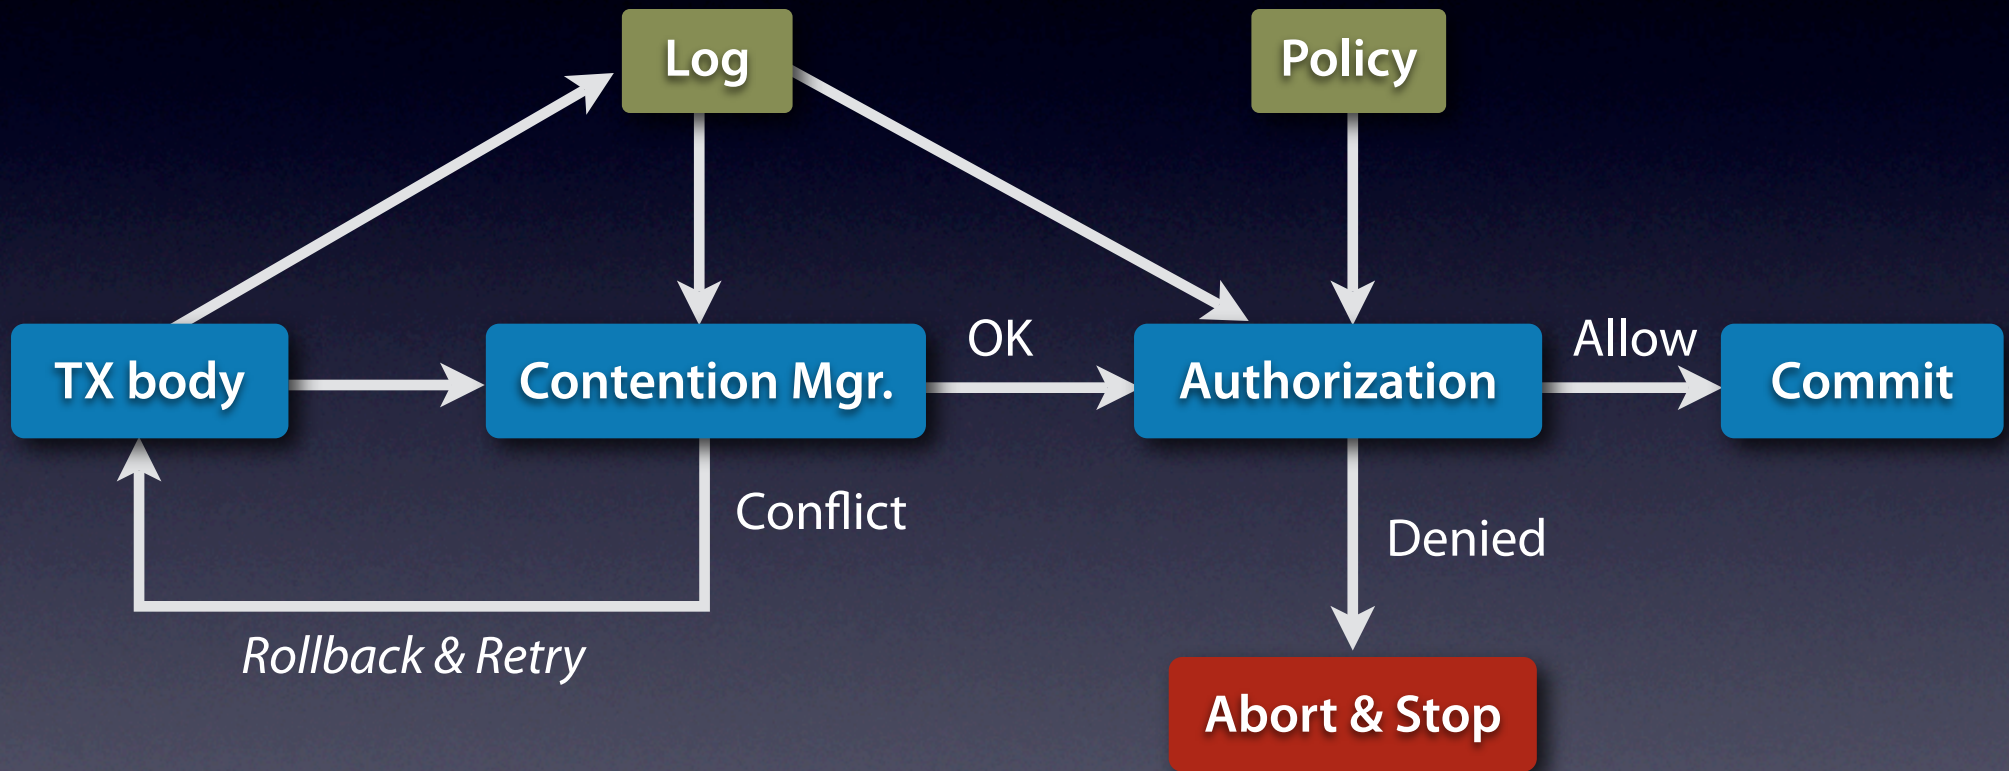 Log
Policy
TX body
Contention Mgr.
OK
Authorization
Allow
Commit
Conflict
Denied
Rollback & Retry
Abort & Stop